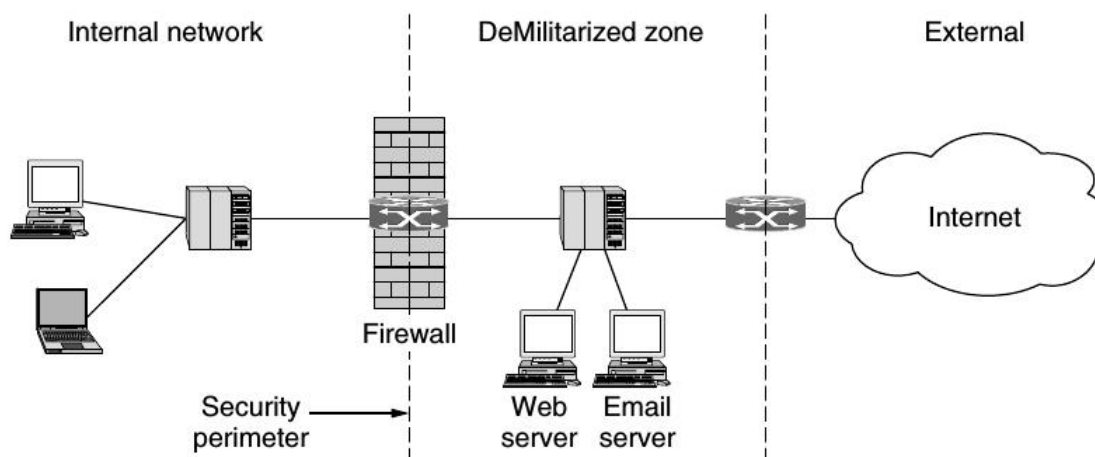 Internal network
DeMilitarized zone
External
Internet
Firewall
Web
server
Email
server
Security
perimeter